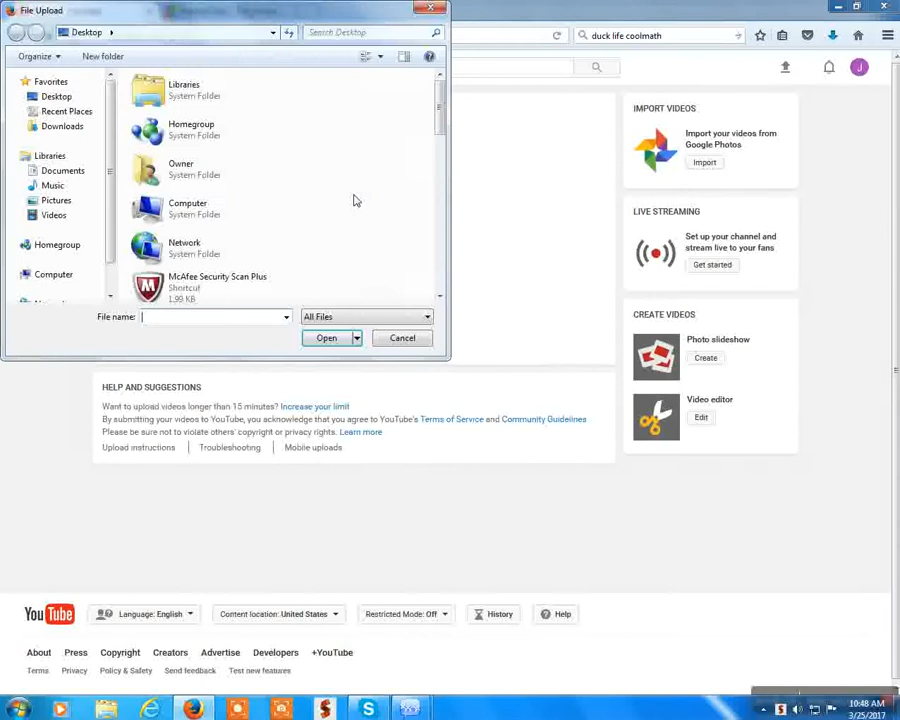 File Upload
Desktop
Search Desktop
Organize
New folder
Favorites
Desktop
Recent Places
Downloads
Libraries
Documents
Music
Pictures
Videos
Homegroup
Computer
Libraries
System Folder
Homegroup
System Folder
Owner
System Folder
Computer
System Folder
Network
System Folder
McAfee Security Scan Plus
Shortcut
1.99 KB
File name:
All Files
Open
Cancel
duck life coolmath
J
IMPORT VIDEOS
Import your videos from
Google Photos
Import
LIVE STREAMING
Set up your channel and
stream live to your fans
Get started
CREATE VIDEOS
Photo slideshow
Create
Video editor
Edit
HELP AND SUGGESTIONS
Want to upload videos longer than 15 minutes? Increase your limit
By submitting your videos to YouTube, you acknowledge that you agree to YouTube's Terms of Service and Community Guidelines
Please be sure not to violate others' copyright or privacy rights. Learn more
Upload instructions
Troubleshooting
Mobile uploads
YouTube
Language: English
Content location: United States
Restricted Mode: Off
History
Help
About Press Copyright Creators Advertise Developers +YouTube
Terms Privacy Policy & Safety Send feedback Test new features
10:48 AM
3/25/2017